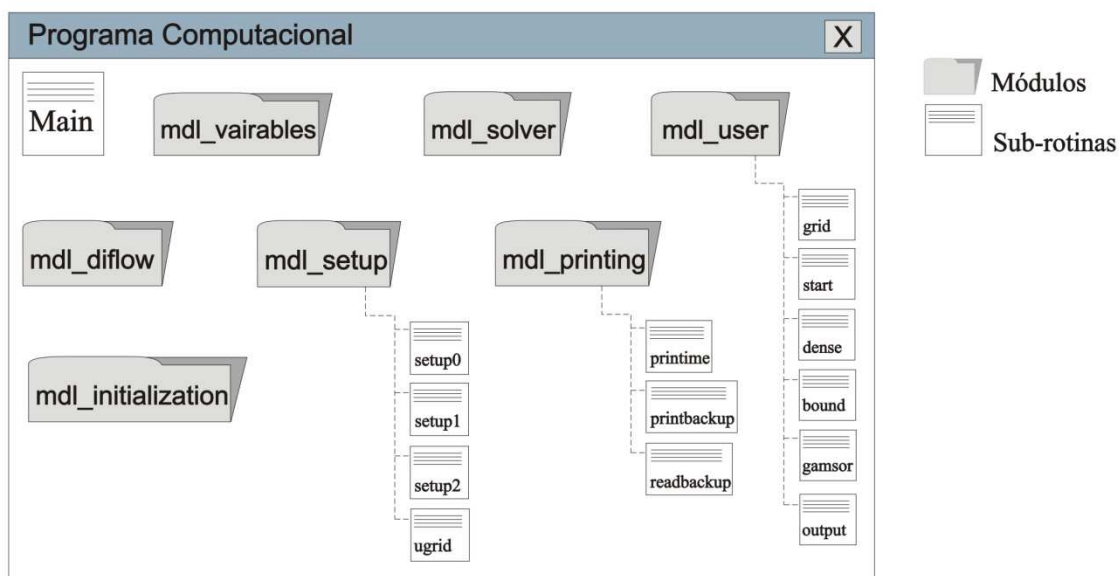 Programa Computacional
X
Main
mdl_vairables
mdl_solver
mdl_user
grid
start
dense
bound
gamsor
output
mdl_diflow
mdl_setup
setup0
setup1
setup2
ugrid
mdl_printing
printime
printbackup
readbackup
mdl_initialization
Módulos
Sub-rotinas